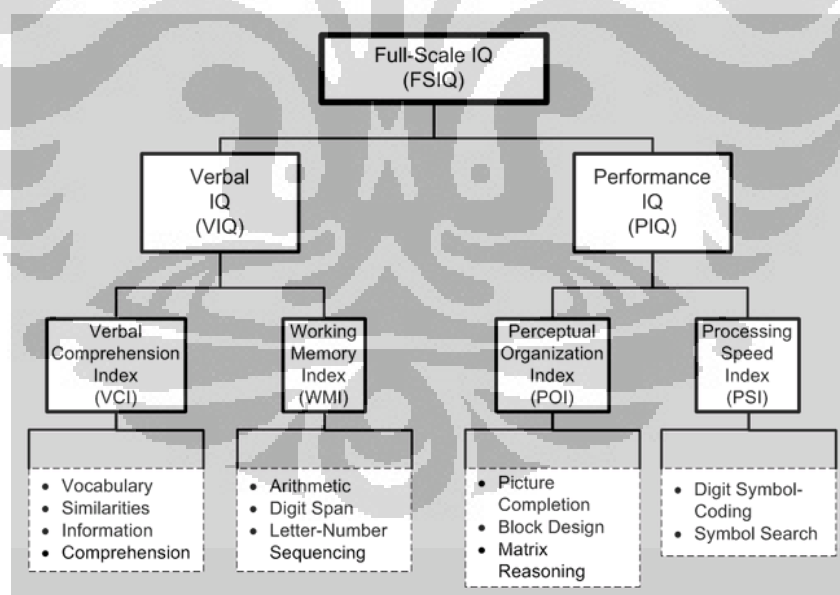 Full-Scale IQ
(FSIQ)
Verbal
IQ
(VIQ)
Performance
IQ
(PIQ)
Verbal
Comprehension
Index
(VCI)
Working
Memory
Index
(WMI)
Perceptual
Organization
Index
(POI)
Processing
Speed
Index
(PSI)
• Vocabulary
• Similarities
• Information
• Comprehension
• Arithmetic
• Digit Span
• Letter-Number
Sequencing
• Picture
Completion
• Block Design
• Matrix
Reasoning
• Digit Symbol-
Coding
• Symbol Search